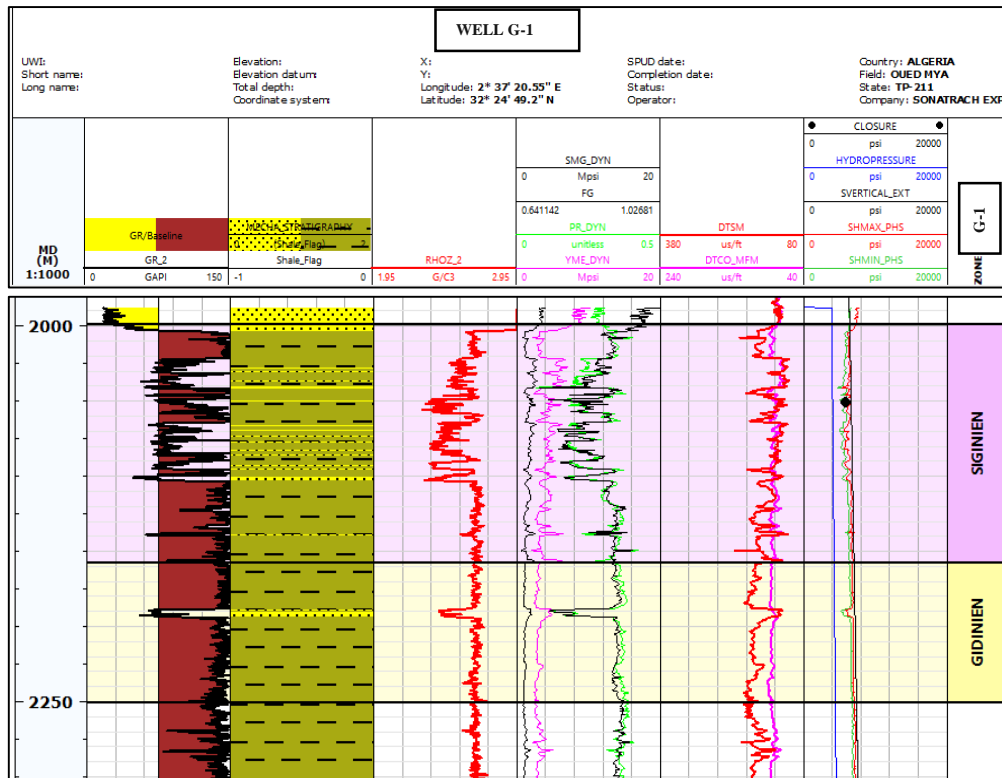 WELL G-1
UWI: Elevation: X: SPUD date: Country: ALGERIA
Short name: Elevation datum: Y: Completion date: Field: OUED MYA
Long name: Total depth: Longitude: 2* 37' 20.55" E Status: State: TP-211
Coordinate system: Latitude: 32* 24' 49.2" N Operator: Company: SONATRACH EXP
CLOSURE
0 psi 20000
SMG_DYN HYDROPRESSURE
0 Mpsi 20 0 psi 20000
FG SVERTICAL_EXT
0.641142 1.02681 0 psi 20000
GR/Baseline MECHA_STRATIGRAPHY PR_DYN DTSM SHMAX_PHS
(Shale_Flag) 2 0 unitless 0.5 380 us/ft 80 0 psi 20000
MD
(M)
1:1000
GR_2 Shale_Flag RHOZ_2 YME_DYN DTCO_MFM SHMIN_PHS
0 GAPI 150 -1 0 1.95 G/C3 2.95 0 Mpsi 20 240 us/ft 40 0 psi 20000
ZONE
G-1
2000
SIGINIEN
GIDINIEN
2250